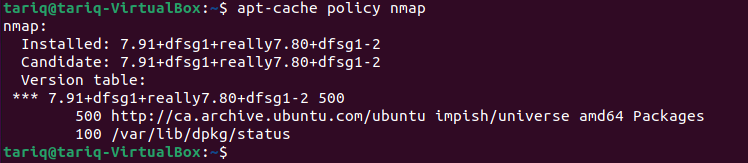 tariq@tariq-VirtualBox:~$ apt-cache policy nmap
nmap:
  Installed: 7.91+dfsg1+really7.80+dfsg1-2
  Candidate: 7.91+dfsg1+really7.80+dfsg1-2
  Version table:
 *** 7.91+dfsg1+really7.80+dfsg1-2 500
        500 http://ca.archive.ubuntu.com/ubuntu impish/universe amd64 Packages
        100 /var/lib/dpkg/status
tariq@tariq-VirtualBox:~$